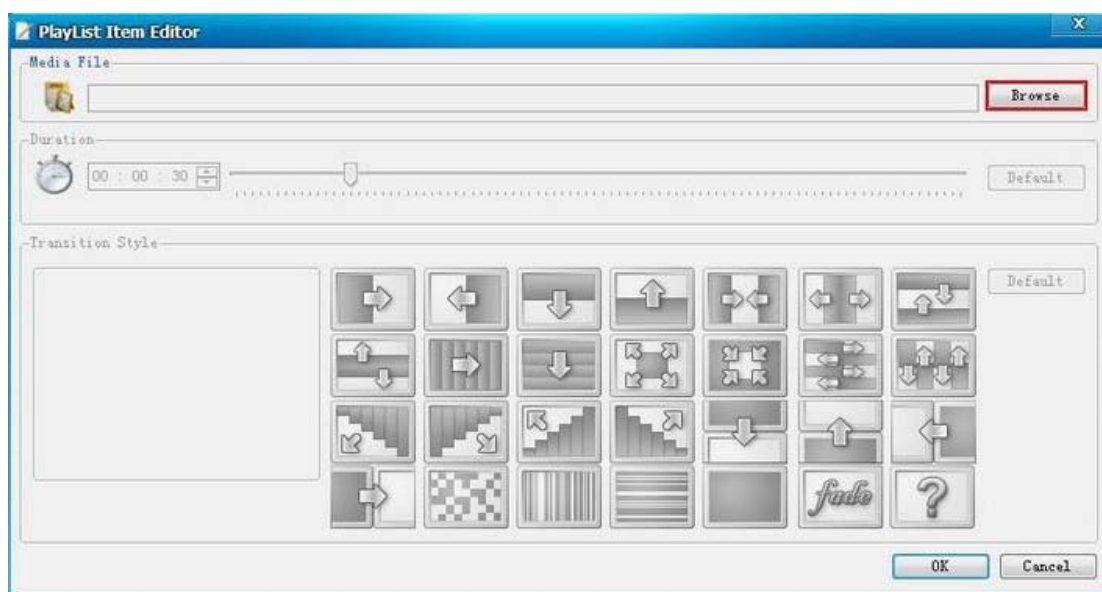 PlayList Item Editor
Media File
Browse
Duration
00 : 00 : 30
Default
Transition Style
Default
fade
?
OK
Cancel